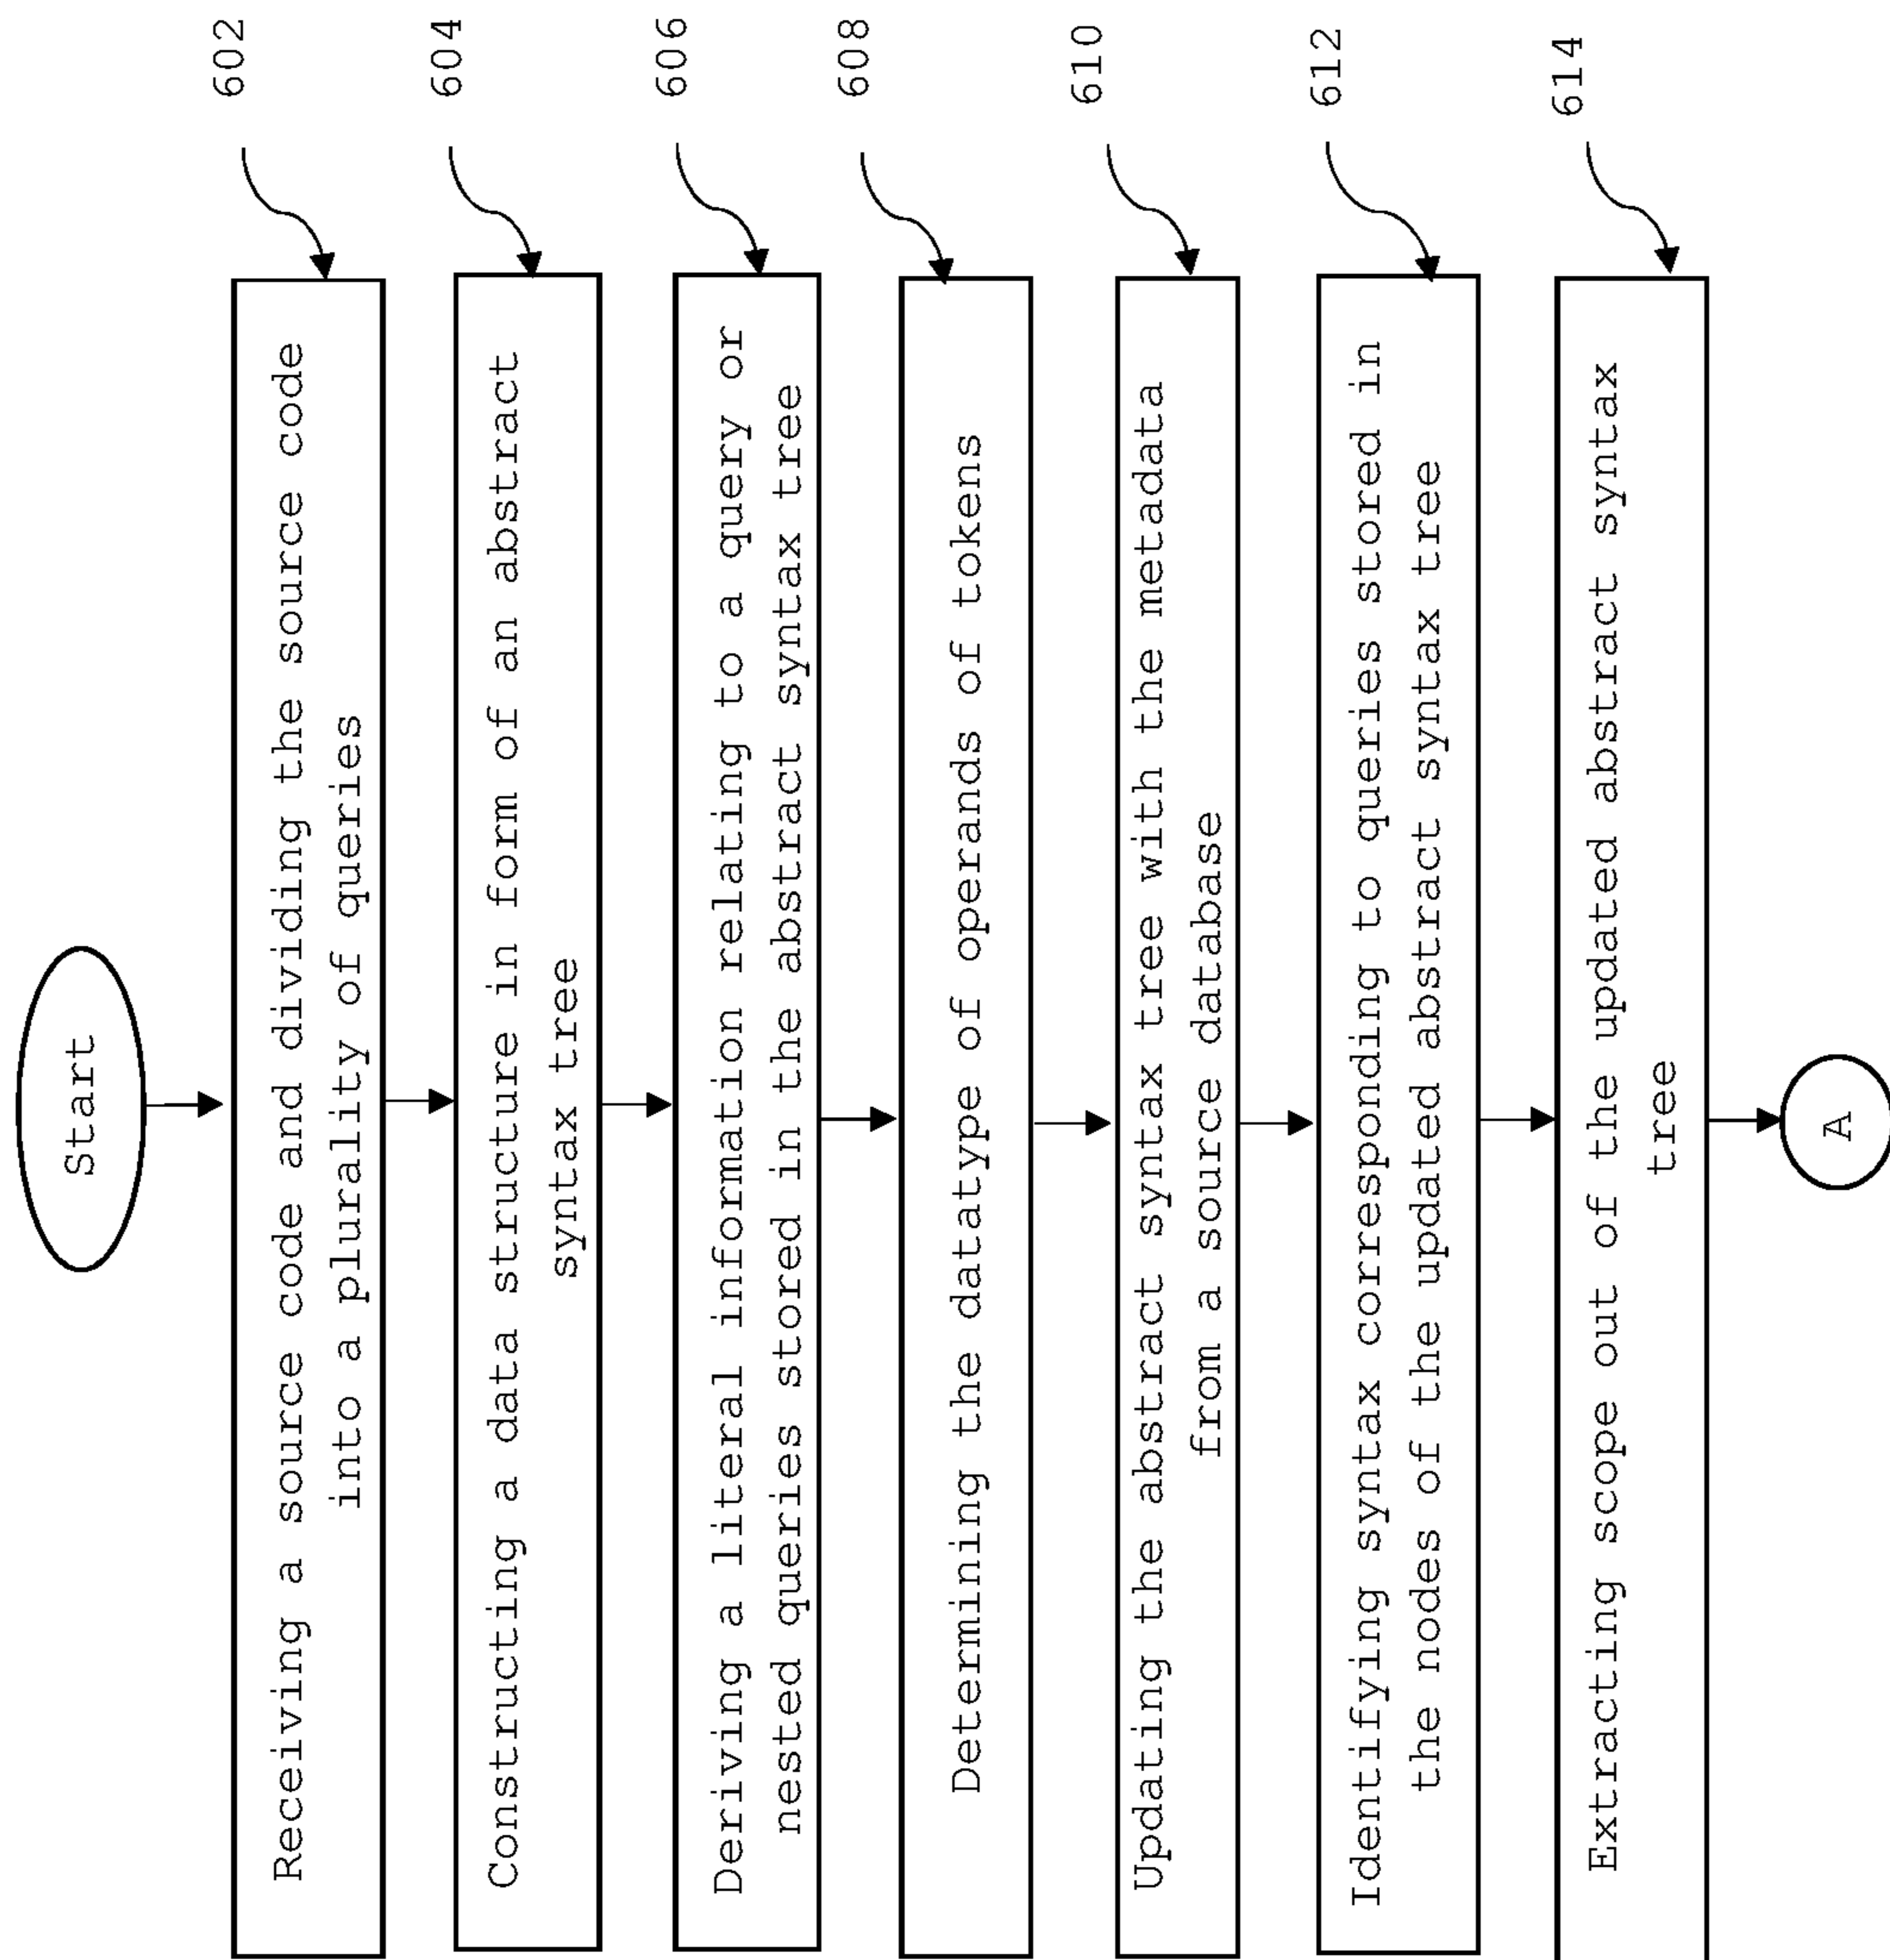 Start
602
Receiving a source code and dividing the source code
into a plurality of queries
604
Constructing a data structure in form of an abstract
syntax tree
606
Deriving a literal information relating to a query or
nested queries stored in the abstract syntax tree
608
Determining the datatype of operands of tokens
610
Updating the abstract syntax tree with the metadata
from a source database
612
Identifying syntax corresponding to queries stored in
the nodes of the updated abstract syntax tree
614
Extracting scope out of the updated abstract syntax
tree
A